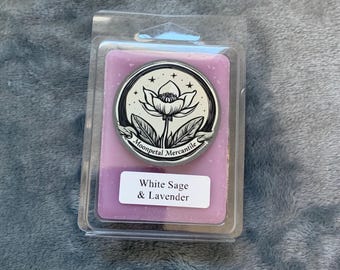 Moonpetal Mercantile
White Sage
& Lavender